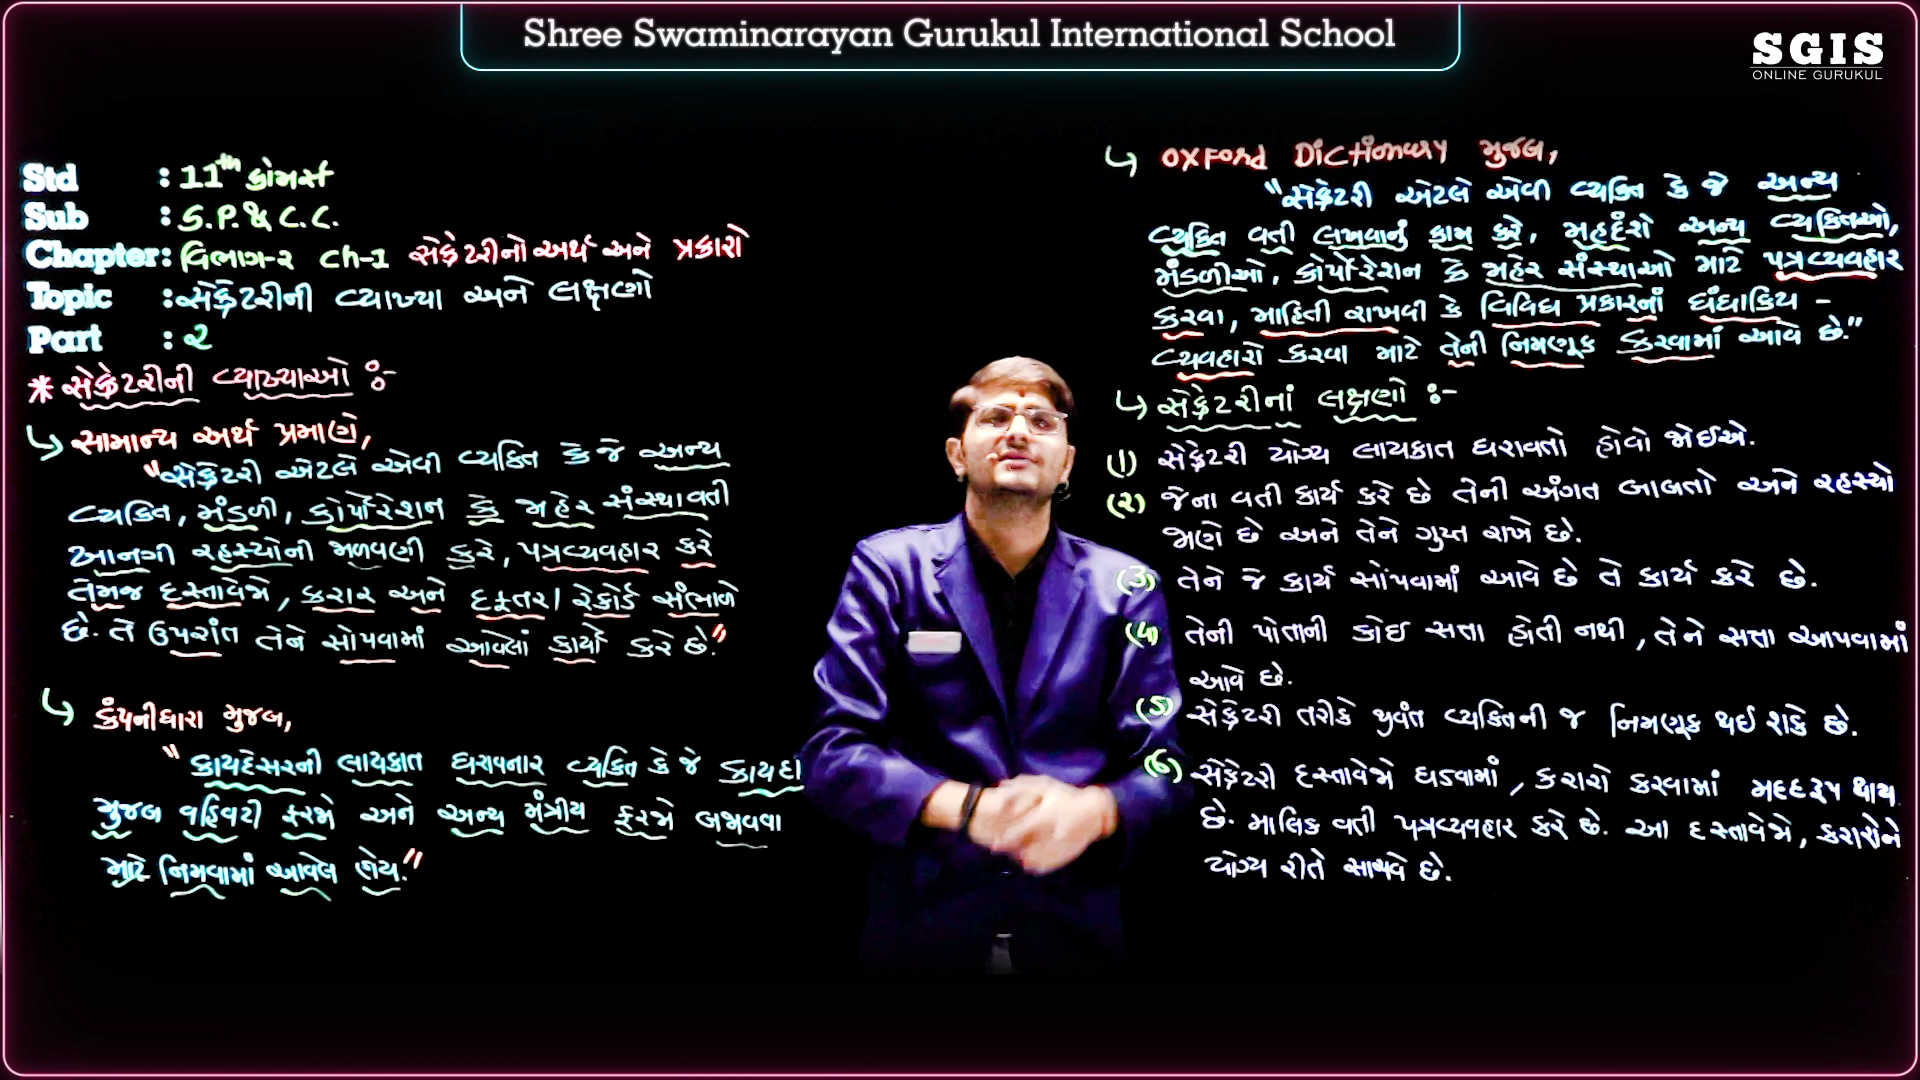 Shree Swaminarayan Gurukul International School
SGIS
ONLINE GURUKUL
Std : 11th કોમર્સ
Sub : S.P. & C.C.
Chapter: વિભાગ-૨ ch-1 સેક્રેટરીનો અર્થ અને પ્રકારો
Topic : સેક્રેટરીની વ્યાખ્યા અને લક્ષણો
Part : ૨
* સેક્રેટરીની વ્યાખ્યાઓ :-
↳ સામાન્ય અર્થ પ્રમાણે,
"સેક્રેટરી એટલે એવી વ્યક્તિ કે જે અન્ય
વ્યક્તિ, મંડળી, કોર્પોરેશન કે જાહેર સંસ્થા વતી
ખાનગી રહસ્યોની જાળવણી કરે, પત્રવ્યવહાર કરે
તેમજ દસ્તાવેજો, કરાર અને દફતર / રેકોર્ડ સંભાળે
છે. તે ઉપરાંત તેને સોંપવામાં આવેલાં કાર્યો કરે છે."
↳ કંપનીધારા મુજબ,
"કાયદેસરની લાયકાત ધરાવનાર વ્યક્તિ કે જે કાયદા
મુજબ વહિવટી ફરજો અને અન્ય મંત્રીય ફરજો બજાવવા
માટે નિમવામાં આવેલ હોય."
↳ Oxford Dictionary મુજબ,
"સેક્રેટરી એટલે એવી વ્યક્તિ કે જે અન્ય
વ્યક્તિ વતી લખવાનું કામ કરે, મહદંશે અન્ય વ્યક્તિઓ,
મંડળીઓ, કોર્પોરેશન કે જાહેર સંસ્થાઓ માટે પત્રવ્યવહાર
કરવા, માહિતી રાખવી કે વિવિધ પ્રકારનાં ધંધાકિય -
વ્યવહારો કરવા માટે તેની નિમણૂક કરવામાં આવે છે."
↳ સેક્રેટરીનાં લક્ષણો :-
(૧) સેક્રેટરી યોગ્ય લાયકાત ધરાવતો હોવો જોઈએ.
(૨) જેના વતી કાર્ય કરે છે તેની અંગત બાબતો અને રહસ્યો
જાણે છે અને તેને ગુપ્ત રાખે છે.
(૩) તેને જે કાર્ય સોંપવામાં આવે છે તે કાર્ય કરે છે.
(૪) તેની પોતાની કોઈ સત્તા હોતી નથી, તેને સત્તા આપવામાં
આવે છે.
(૫) સેક્રેટરી તરીકે જીવંત વ્યક્તિની જ નિમણૂક થઈ શકે છે.
(૬) સેક્રેટરી દસ્તાવેજો ઘડવામાં, કરારો કરવામાં મદદરૂપ થાય
છે. માલિક વતી પત્રવ્યવહાર કરે છે. આ દસ્તાવેજો, કરારોને
યોગ્ય રીતે સાચવે છે.